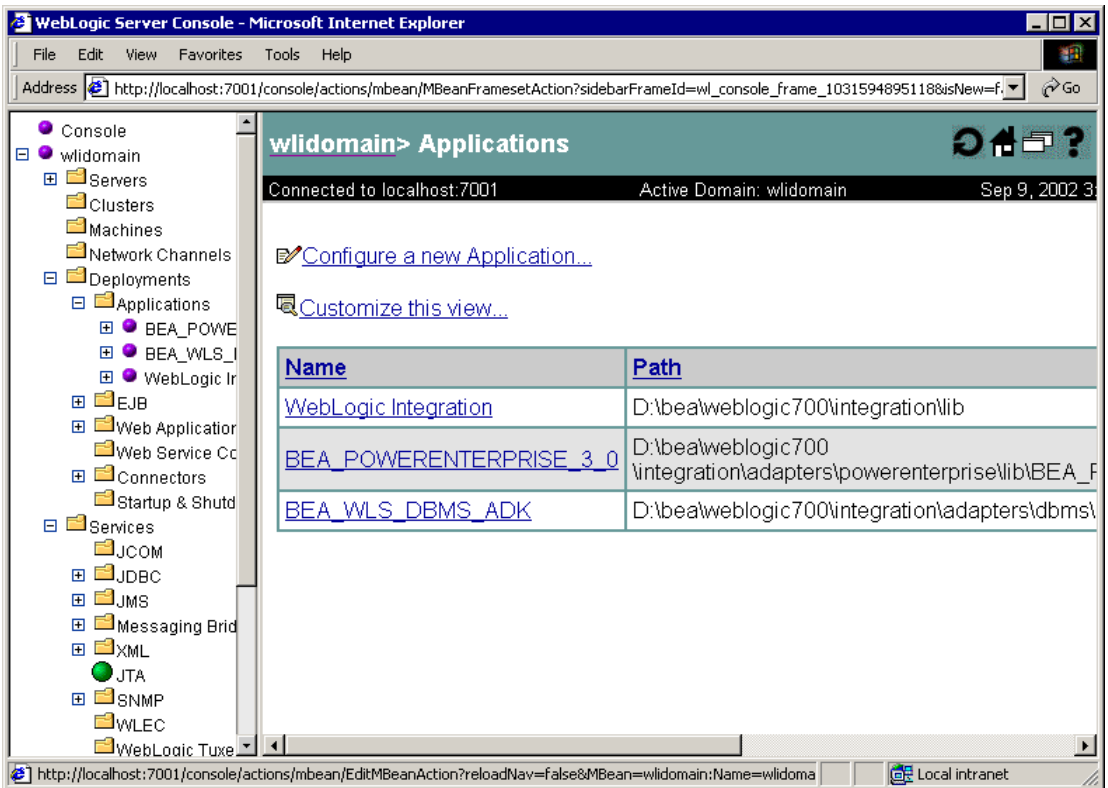 WebLogic Server Console - Microsoft Internet Explorer
File Edit View Favorites Tools Help
Address http://localhost:7001/console/actions/mbean/MBeanFramesetAction?sidebarFrameId=wl_console_frame_1031594895118&isNew=f Go
Console
wlidomain
Servers
Clusters
Machines
Network Channels
Deployments
Applications
BEA_POWE
BEA_WLS_
WebLogic Ir
EJB
Web Applicatior
Web Service Cc
Connectors
Startup & Shutd
Services
JCOM
JDBC
JMS
Messaging Brid
XML
JTA
SNMP
WLEC
WebLogic Tuxe
wlidomain> Applications
Connected to localhost:7001 Active Domain: wlidomain Sep 9, 2002 3:
Configure a new Application...
Customize this view...
Name Path
WebLogic Integration D:\bea\weblogic700\integration\lib
BEA_POWERENTERPRISE_3_0 D:\bea\weblogic700
\integration\adapters\powerenterprise\lib\BEA_
BEA_WLS_DBMS_ADK D:\bea\weblogic700\integration\adapters\dbms\
http://localhost:7001/console/actions/mbean/EditMBeanAction?reloadNav=false&MBean=wlidomain:Name=wlidoma Local intranet